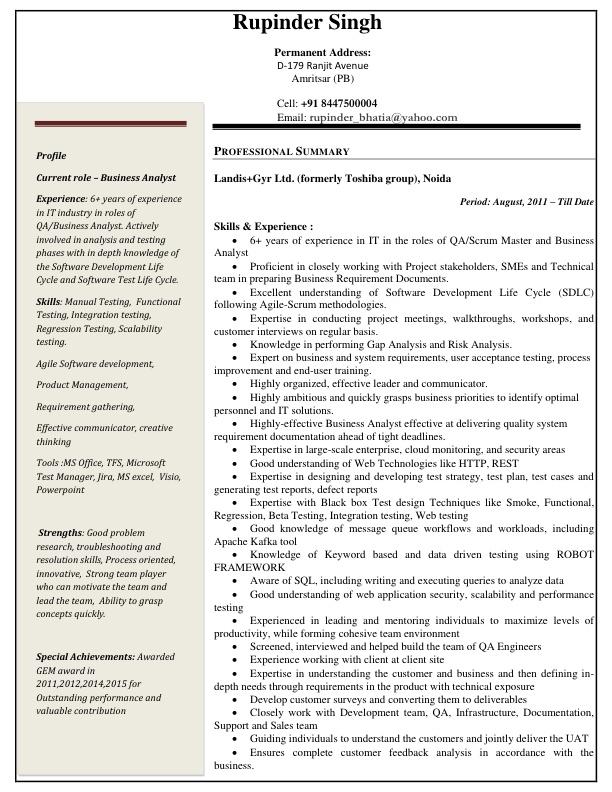 Rupinder Singh
Permanent Address:
D-179 Ranjit Avenue
Amritsar (PB)
Cell: +91 8447500004
Email: rupinder_bhatia@yahoo.com
Profile
Current role – Business Analyst
Experience: 6+ years of experience
in IT industry in roles of
QA/Business Analyst. Actively
involved in analysis and testing
phases with in depth knowledge of
the Software Development Life
Cycle and Software Test Life Cycle.
Skills: Manual Testing, Functional
Testing, Integration testing,
Regression Testing, Scalability
testing.
Agile Software development,
Product Management,
Requirement gathering,
Effective communicator, creative
thinking
Tools :MS Office, TFS, Microsoft
Test Manager, Jira, MS excel, Visio,
Powerpoint
Strengths: Good problem
research, troubleshooting and
resolution skills, Process oriented,
innovative, Strong team player
who can motivate the team and
lead the team, Ability to grasp
concepts quickly.
Special Achievements: Awarded
GEM award in
2011,2012,2014,2015 for
Outstanding performance and
valuable contribution
PROFESSIONAL SUMMARY
Landis+Gyr Ltd. (formerly Toshiba group), Noida
Period: August, 2011 – Till Date
Skills & Experience :
• 6+ years of experience in IT in the roles of QA/Scrum Master and Business
Analyst
• Proficient in closely working with Project stakeholders, SMEs and Technical
team in preparing Business Requirement Documents.
• Excellent understanding of Software Development Life Cycle (SDLC)
following Agile-Scrum methodologies.
• Expertise in conducting project meetings, walkthroughs, workshops, and
customer interviews on regular basis.
• Knowledge in performing Gap Analysis and Risk Analysis.
• Expert on business and system requirements, user acceptance testing, process
improvement and end-user training.
• Highly organized, effective leader and communicator.
• Highly ambitious and quickly grasps business priorities to identify optimal
personnel and IT solutions.
• Highly-effective Business Analyst effective at delivering quality system
requirement documentation ahead of tight deadlines.
• Expertise in large-scale enterprise, cloud monitoring, and security areas
• Good understanding of Web Technologies like HTTP, REST
• Expertise in designing and developing test strategy, test plan, test cases and
generating test reports, defect reports
• Expertise with Black box Test design Techniques like Smoke, Functional,
Regression, Beta Testing, Integration testing, Web testing
• Good knowledge of message queue workflows and workloads, including
Apache Kafka tool
• Knowledge of Keyword based and data driven testing using ROBOT
FRAMEWORK
• Aware of SQL, including writing and executing queries to analyze data
• Good understanding of web application security, scalability and performance
testing
• Experienced in leading and mentoring individuals to maximize levels of
productivity, while forming cohesive team environment
• Screened, interviewed and helped build the team of QA Engineers
• Experience working with client at client site
• Expertise in understanding the customer and business and then defining in-
depth needs through requirements in the product with technical exposure
• Develop customer surveys and converting them to deliverables
• Closely work with Development team, QA, Infrastructure, Documentation,
Support and Sales team
• Guiding individuals to understand the customers and jointly deliver the UAT
• Ensures complete customer feedback analysis in accordance with the
business.